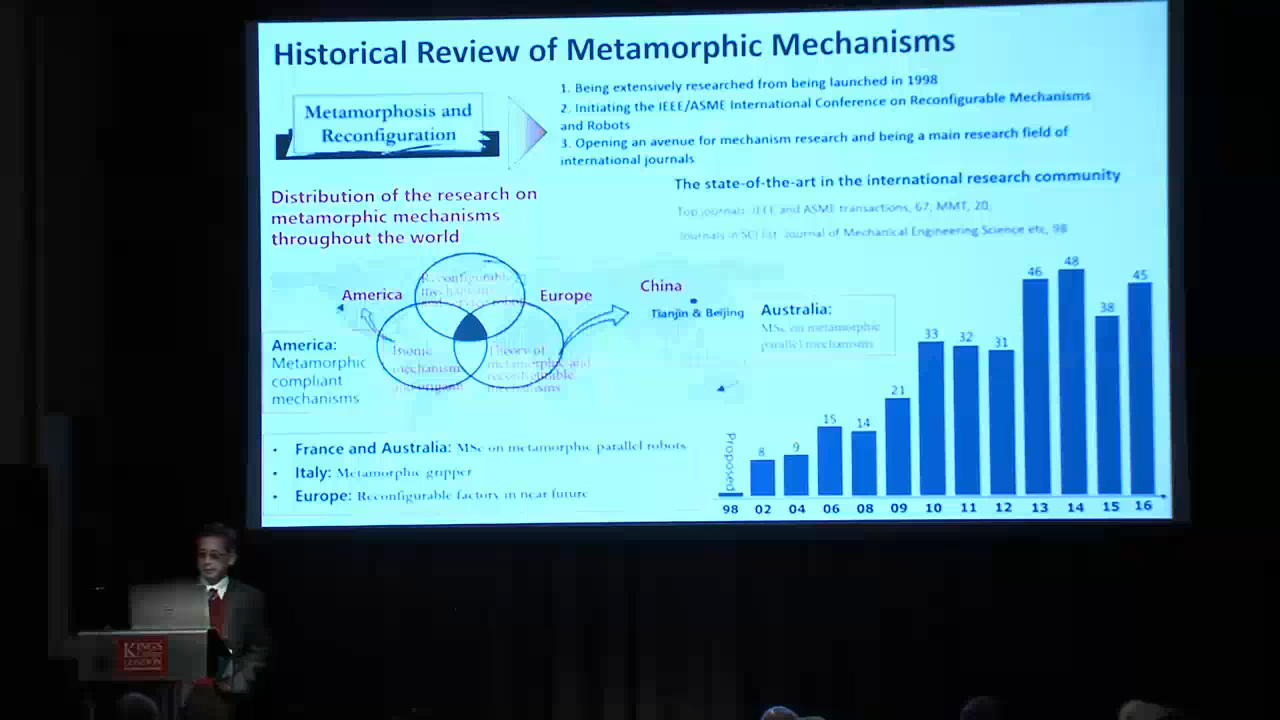 Historical Review of Metamorphic Mechanisms
Metamorphosis and
Reconfiguration
1. Being extensively researched from being launched in 1998
2. Initiating the IEEE/ASME International Conference on Reconfigurable Mechanisms
and Robots
3. Opening an avenue for mechanism research and being a main research field of
international journals
Distribution of the research on
metamorphic mechanisms
throughout the world
The state-of-the-art in the international research community
Top journals: IEEE and ASME transactions, 67, MMT, 20,
Journals in SCI list: Journal of Mechanical Engineering Science etc, 98
America
Reconfigurable
Europe
China
Tianjin & Beijing
Australia:
MSc on metamorphic
parallel mechanisms
America:
Metamorphic
compliant
mechanisms
mechanism
and origami
Theory of
metamorphic and
reconfigurable
mechanisms
• France and Australia: MSc on metamorphic parallel robots
• Italy: Metamorphic gripper
• Europe: Reconfigurable factory in near future
Proposed
8
9
15
14
21
33
32
31
46
48
38
45
98 02 04 06 08 09 10 11 12 13 14 15 16
KING'S
College
LONDON